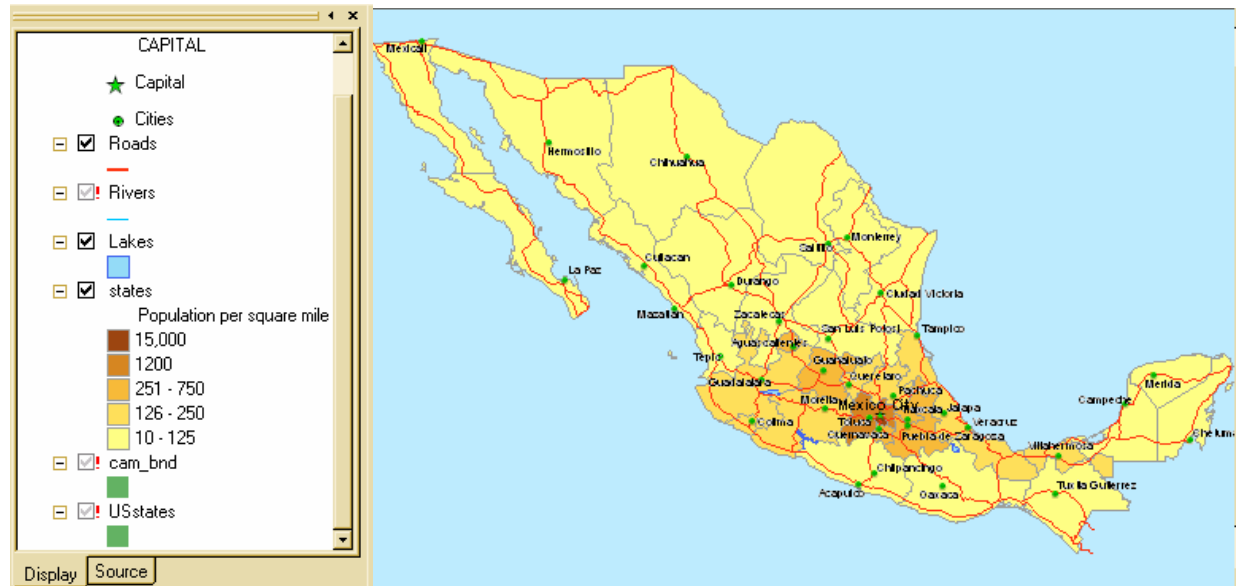 CAPITAL
Capital
Cities
Roads
Rivers
Lakes
states
Population per square mile
15,000
1200
251 - 750
126 - 250
10 - 125
cam_bnd
USstates
Display
Source
Mexicali
Hermosillo
Chihuahua
La Paz
Culiacan
Saltillo
Monterrey
Durango
Ciudad Victoria
Mazatlan
Zacatecas
San Luis Potosi
Tampico
Aguascalientes
Tepic
Guanajuato
Guadalajara
Queretaro
Pachuca
Merida
Campeche
Morelia
Mexico City
Tlaxcala
Jalapa
Colima
Toluca
Veracruz
Chetuma
Cuernavaca
Puebla de Zaragoza
Villahermosa
Chilpancingo
Acapulco
Oaxaca
Tuxtla Gutierrez